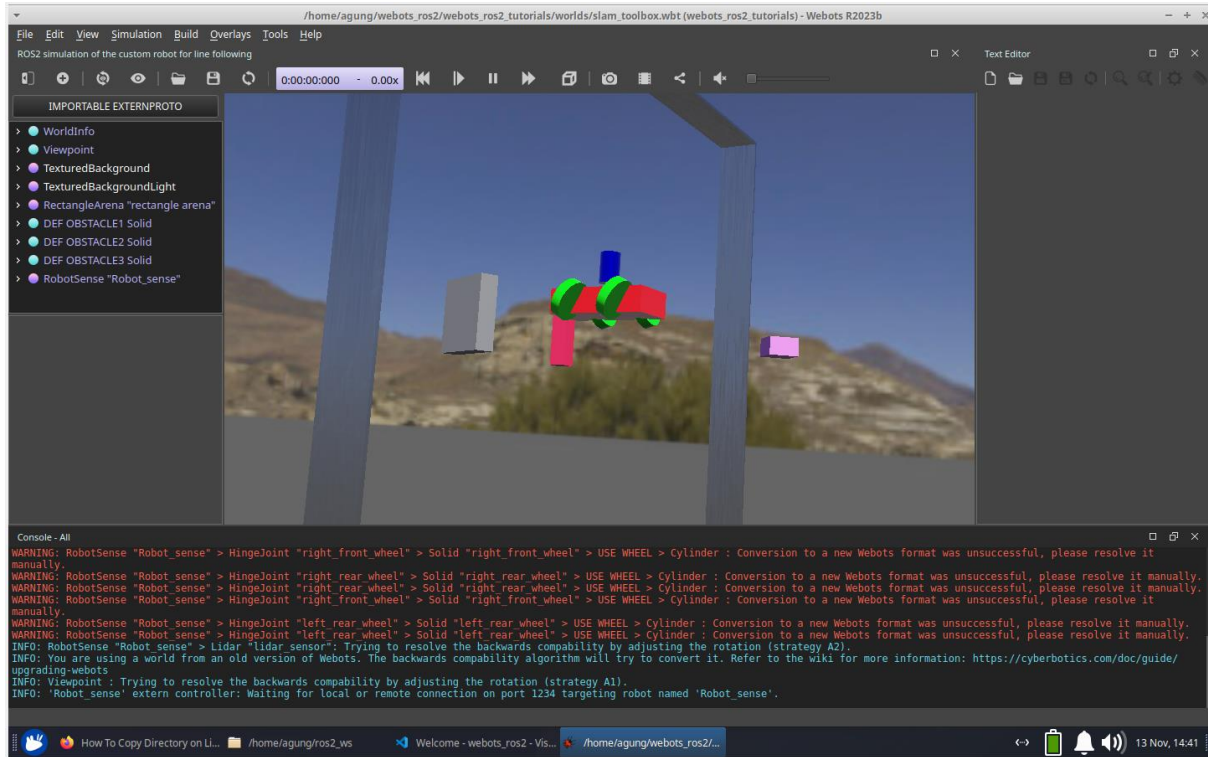 /home/agung/webots_ros2/webots_ros2_tutorials/worlds/slam_toolbox.wbt (webots_ros2_tutorials) - Webots R2023b
File Edit View Simulation Build Overlays Tools Help
ROS2 simulation of the custom robot for line following
Text Editor
0:00:00:000 - 0.00x
IMPORTABLE EXTERNPROTO
WorldInfo
Viewpoint
TexturedBackground
TexturedBackgroundLight
RectangleArena "rectangle arena"
DEF OBSTACLE1 Solid
DEF OBSTACLE2 Solid
DEF OBSTACLE3 Solid
RobotSense "Robot_sense"
Console - All
WARNING: RobotSense "Robot_sense" > HingeJoint "right_front_wheel" > Solid "right_front_wheel" > USE WHEEL > Cylinder : Conversion to a new Webots format was unsuccessful, please resolve it
manually.
WARNING: RobotSense "Robot_sense" > HingeJoint "right_rear_wheel" > Solid "right_rear_wheel" > USE WHEEL > Cylinder : Conversion to a new Webots format was unsuccessful, please resolve it manually.
WARNING: RobotSense "Robot_sense" > HingeJoint "right_rear_wheel" > Solid "right_rear_wheel" > USE WHEEL > Cylinder : Conversion to a new Webots format was unsuccessful, please resolve it manually.
WARNING: RobotSense "Robot_sense" > HingeJoint "right_front_wheel" > Solid "right_front_wheel" > USE WHEEL > Cylinder : Conversion to a new Webots format was unsuccessful, please resolve it
manually.
WARNING: RobotSense "Robot_sense" > HingeJoint "left_rear_wheel" > Solid "left_rear_wheel" > USE WHEEL > Cylinder : Conversion to a new Webots format was unsuccessful, please resolve it manually.
WARNING: RobotSense "Robot_sense" > HingeJoint "left_rear_wheel" > Solid "left_rear_wheel" > USE WHEEL > Cylinder : Conversion to a new Webots format was unsuccessful, please resolve it manually.
INFO: RobotSense "Robot_sense" > Lidar "lidar_sensor": Trying to resolve the backwards compability by adjusting the rotation (strategy A2).
INFO: You are using a world from an old version of Webots. The backwards compability algorithm will try to convert it. Refer to the wiki for more information: https://cyberbotics.com/doc/guide/
upgrading-webots
INFO: Viewpoint : Trying to resolve the backwards compability by adjusting the rotation (strategy A1).
INFO: 'Robot_sense' extern controller: Waiting for local or remote connection on port 1234 targeting robot named 'Robot_sense'.
How To Copy Directory on Li... /home/agung/ros2_ws Welcome - webots_ros2 - Vis... /home/agung/webots_ros2/... 13 Nov, 14:41